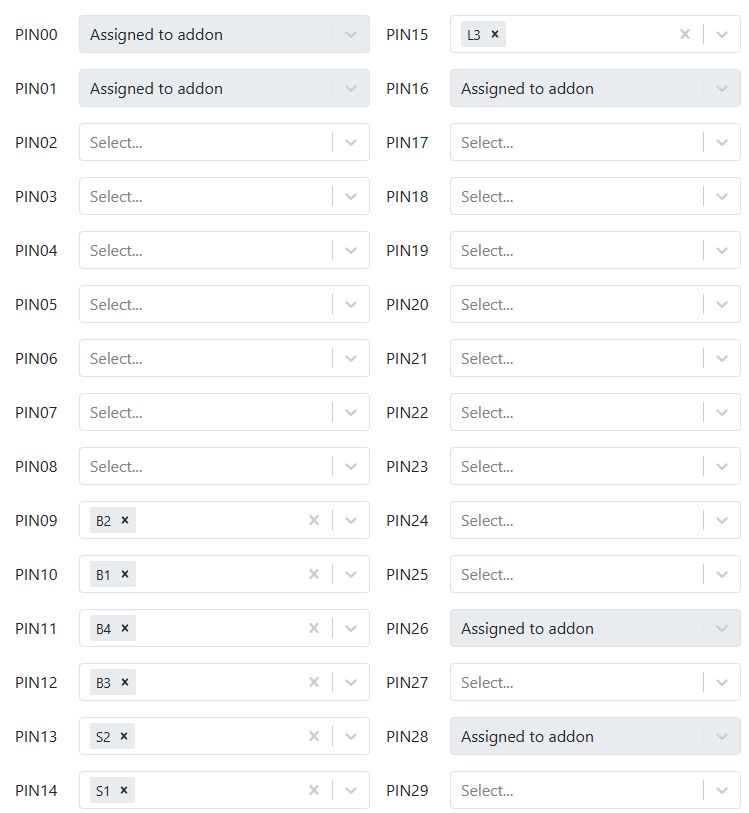 PIN00 Assigned to addon
PIN01 Assigned to addon
PIN02 Select...
PIN03 Select...
PIN04 Select...
PIN05 Select...
PIN06 Select...
PIN07 Select...
PIN08 Select...
PIN09 B2
PIN10 B1
PIN11 B4
PIN12 B3
PIN13 S2
PIN14 S1
PIN15 L3
PIN16 Assigned to addon
PIN17 Select...
PIN18 Select...
PIN19 Select...
PIN20 Select...
PIN21 Select...
PIN22 Select...
PIN23 Select...
PIN24 Select...
PIN25 Select...
PIN26 Assigned to addon
PIN27 Select...
PIN28 Assigned to addon
PIN29 Select...